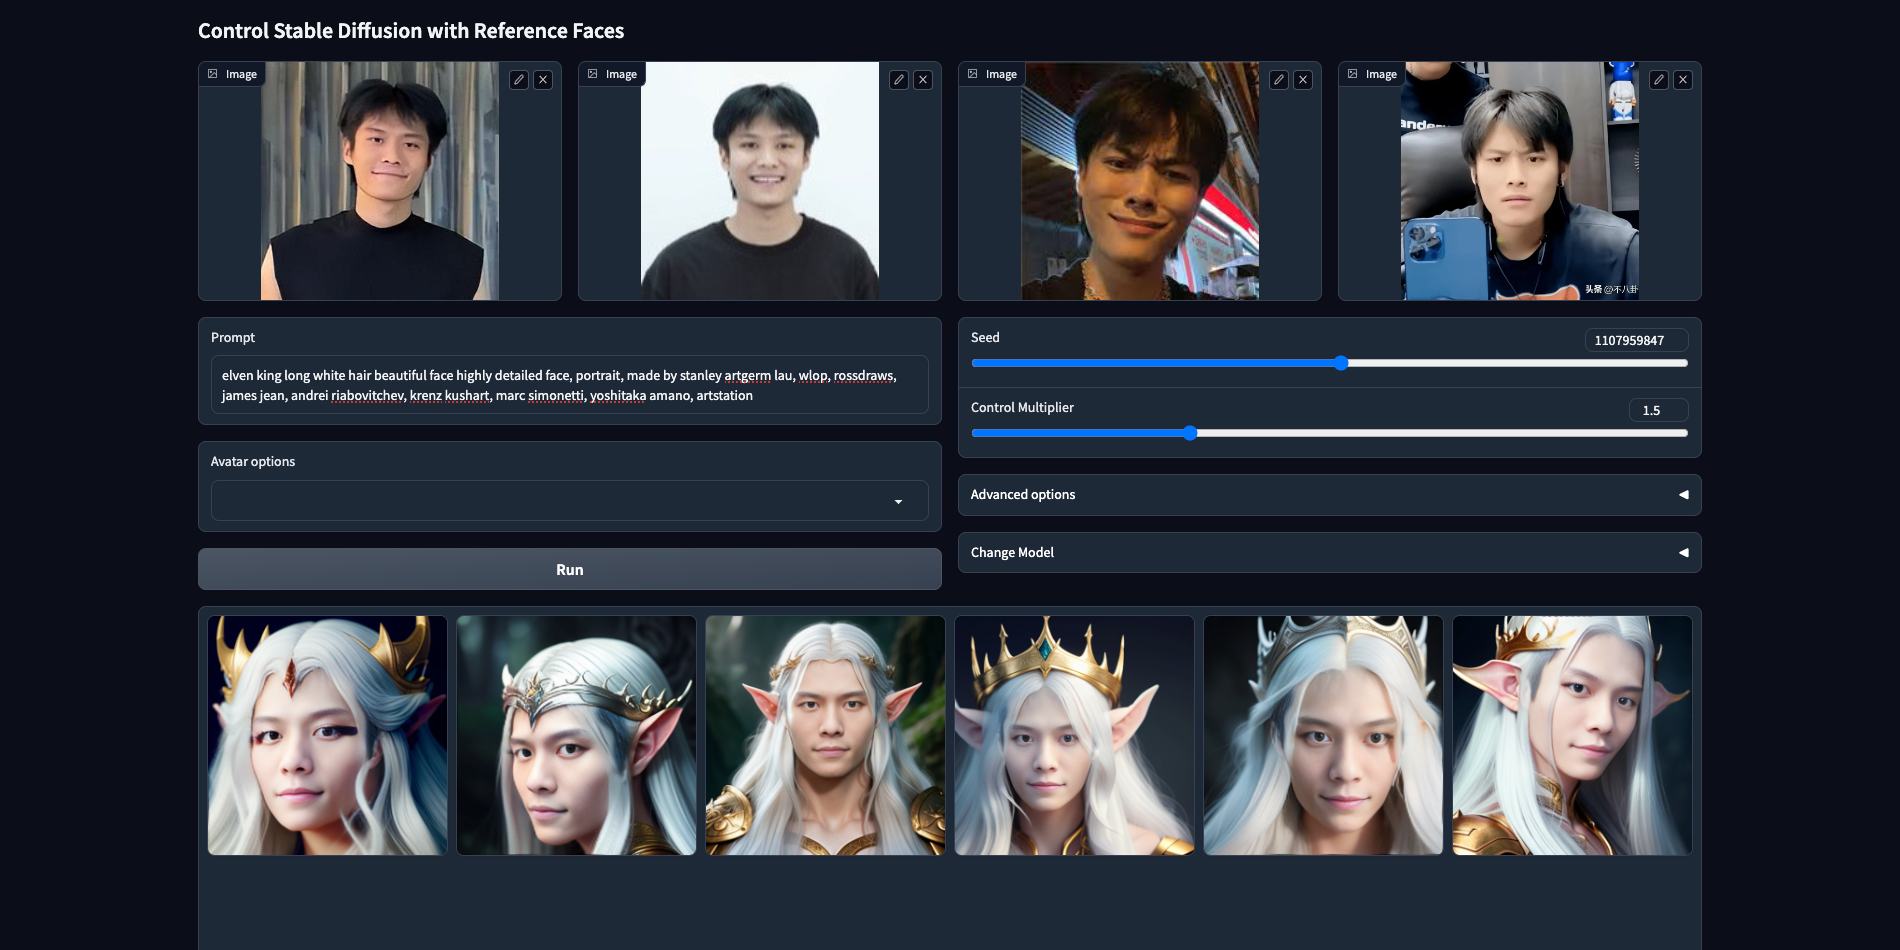 Control Stable Diffusion with Reference Faces
Image
Image
Image
Image
头条 @不八卦
Prompt
elven king long white hair beautiful face highly detailed face, portrait, made by stanley artgerm lau, wlop, rossdraws,
james jean, andrei riabovitchev, krenz kushart, marc simonetti, yoshitaka amano, artstation
Avatar options
Run
Seed
1107959847
Control Multiplier
1.5
Advanced options
Change Model